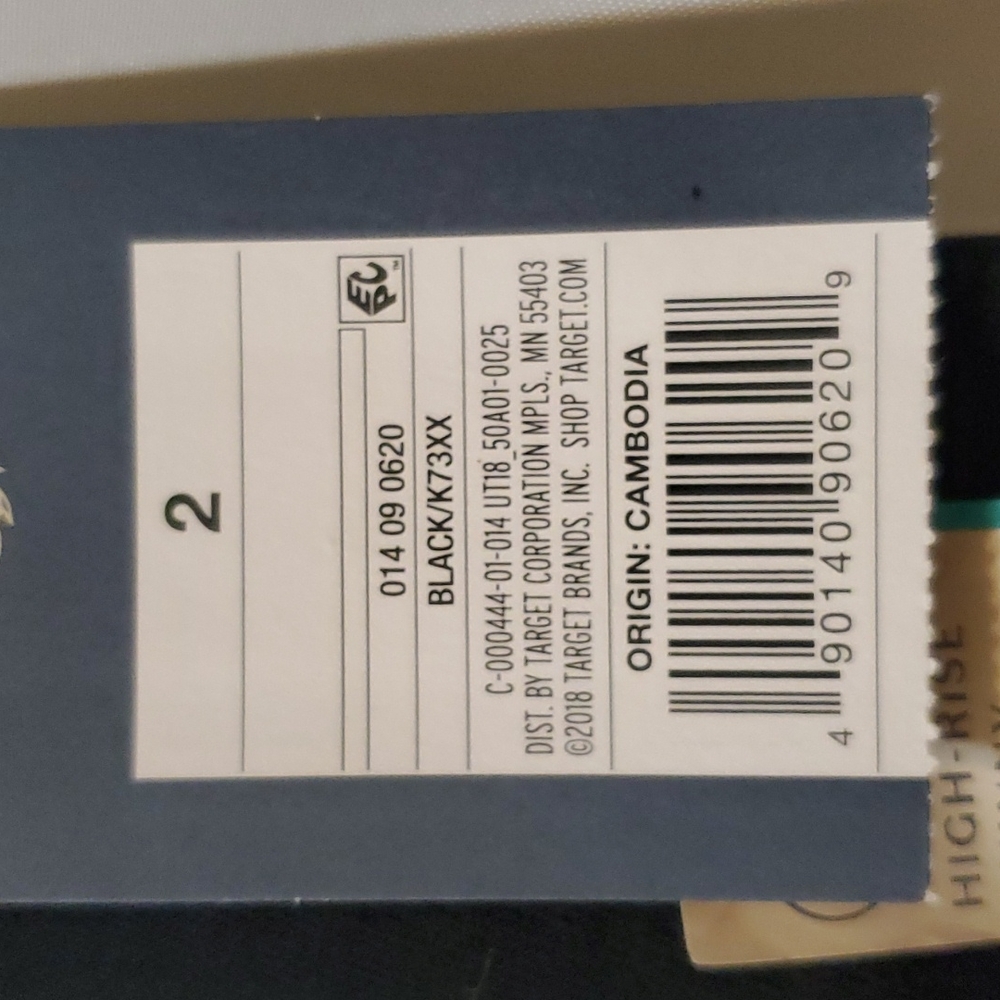 2
EPC™
014 09 0620
BLACK/K73XX
C-000444-01-014 UT18_50A01-0025
DIST. BY TARGET CORPORATION MPLS., MN 55403
©2018 TARGET BRANDS, INC. SHOP TARGET.COM
ORIGIN: CAMBODIA
4 90140 90620 9
HIGH-RISE